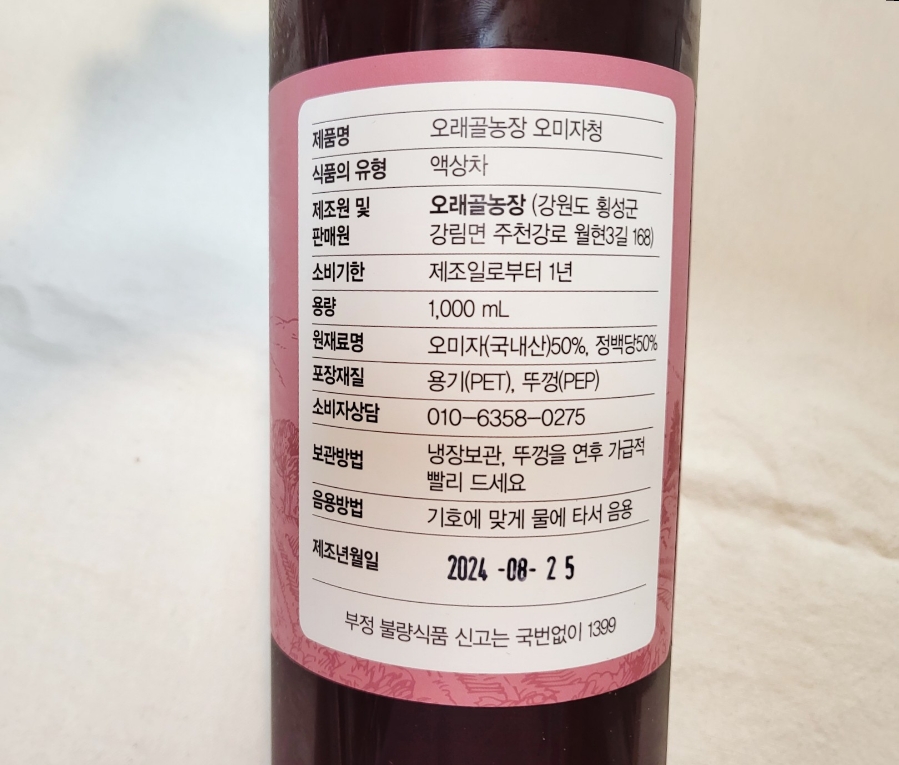 제품명 오래골농장 오미자청
식품의 유형 액상차
제조원 및 오래골농장 (강원도 횡성군
판매원 강림면 주천강로 월현3길 168)
소비기한 제조일로부터 1년
용량 1,000 mL
원재료명 오미자(국내산)50%, 정백당50%
포장재질 용기(PET), 뚜껑(PEP)
소비자상담 010-6358-0275
보관방법 냉장보관, 뚜껑을 연후 가급적
빨리 드세요
음용방법 기호에 맞게 물에 타서 음용
제조년월일 2024 -08- 2 5
부정 불량식품 신고는 국번없이 1399